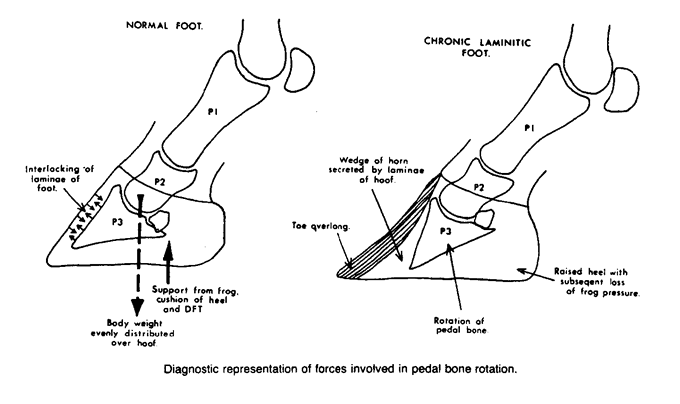 NORMAL FOOT.
P1
Interlocking of
laminae of
foot.
P2
P3
Support from frog,
cushion of heel
and DFT
Body weight
evenly distributed
over hoof.
CHRONIC LAMINITIC
FOOT.
P1
Wedge of horn
secreted by laminae
of hoof.
P2
Toe overlong.
P3
Raised heel with
subseqent loss
of frog pressure.
Rotation of
pedal bone.
Diagnostic representation of forces involved in pedal bone rotation.